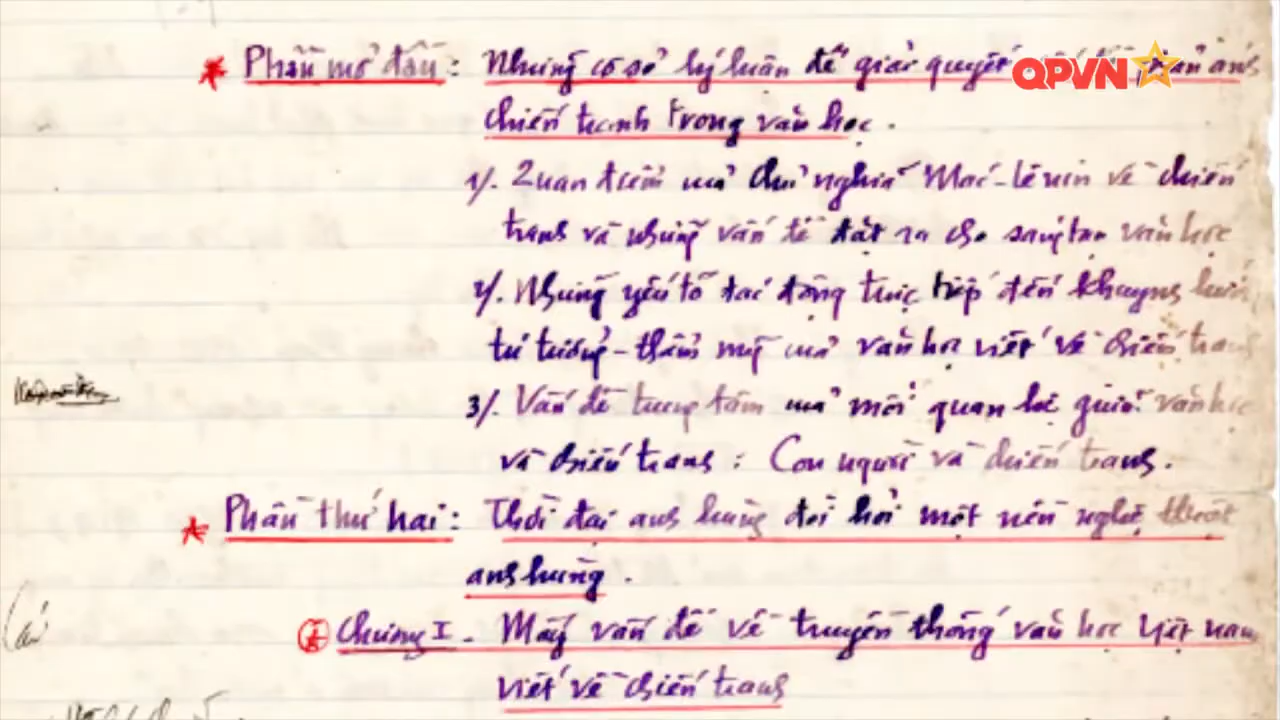 QPVN
Phần mở đầu: Những cơ sở lý luận để giải quyết phản ánh
chiến tranh trong văn học.
1/. Quan điểm của chủ nghĩa Mác-Lênin về chiến
tranh và những vấn đề đặt ra cho sáng tạo văn học
2/. Những yếu tố tác động trực tiếp đến khuynh hướng
tư tưởng-thẩm mỹ của văn học viết về chiến tranh
3/. Vấn đề trung tâm của mối quan hệ giữa văn học
và chiến tranh: Con người và chiến tranh.
Phần thứ hai: Thời đại anh hùng đòi hỏi một nền nghệ thuật
anh hùng.
Chương I. Mấy vấn đề về truyền thống văn học Việt nam
viết về chiến tranh